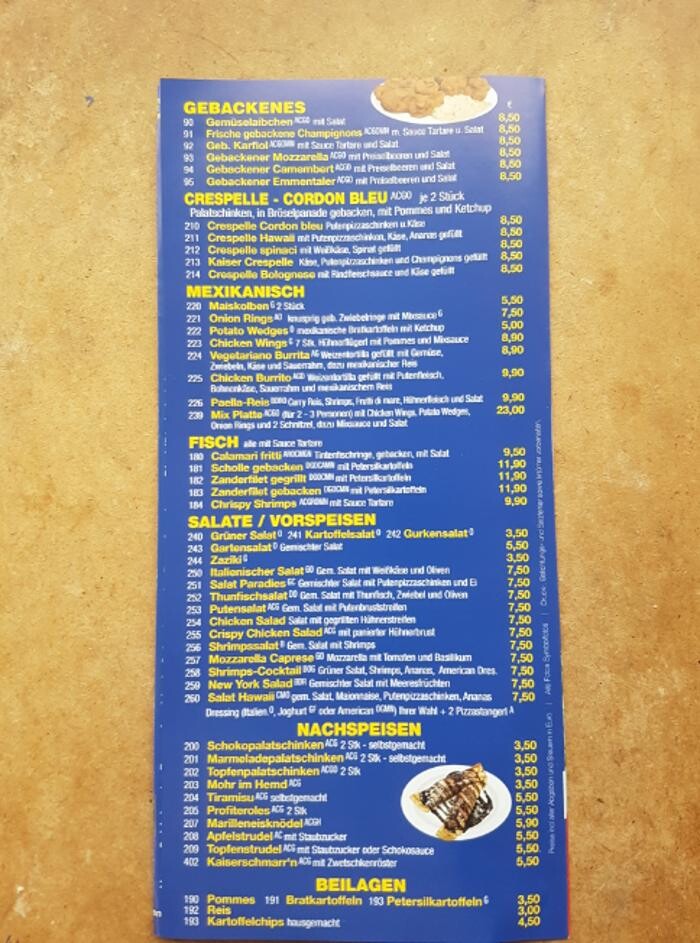 GEBACKENES €
90 Gemüselaibchen ACGO mit Salat 8,50
91 Frische gebackene Champignons ACGOMN m. Sauce Tartare u. Salat 8,50
92 Geb. Karfiol ACGOMN mit Sauce Tartare und Salat 8,50
93 Gebackener Mozzarella ACGO mit Preiselbeeren und Salat 8,50
94 Gebackener Camembert ACGO mit Preiselbeeren und Salat 8,50
95 Gebackener Emmentaler ACGO mit Preiselbeeren und Salat 8,50
CRESPELLE - CORDON BLEU ACGO je 2 Stück
Palatschinken, in Bröselpanade gebacken, mit Pommes und Ketchup
210 Crespelle Cordon bleu Putenpizzaschinken u. Käse 8,50
211 Crespelle Hawaii mit Putenpizzaschinken, Käse, Ananas gefüllt 8,50
212 Crespelle spinaci mit Weißkäse, Spinat gefüllt 8,50
213 Kaiser Crespelle Käse, Putenpizzaschinken und Champignons gefüllt 8,50
214 Crespelle Bolognese mit Rindfleischsauce und Käse gefüllt 8,50
MEXIKANISCH
220 Maiskolben G 2 Stück 5,50
221 Onion Rings AO knusprig geb. Zwiebelringe mit Mixsauce G 7,50
222 Potato Wedges O mexikanische Bratkartoffeln mit Ketchup 5,00
223 Chicken Wings G 7 Stk. Hühnerflügerl mit Pommes und Mixsauce 8,90
224 Vegetariano Burrita AG Weizentortilla gefüllt mit Gemüse, 8,90
Zwiebeln, Käse und Sauerrahm, dazu mexikanischer Reis
225 Chicken Burrito AGO Weizentortilla gefüllt mit Putenfleisch, 9,90
Bohnenkäse, Sauerrahm und mexikanischem Reis
226 Paella-Reis Curry Reis, Shrimps, Frutti di mare, Hühnerfleisch und Salat 9,90
239 Mix Platte ACGO (für 2 - 3 Personen) mit Chicken Wings, Potato Wedges, 23,00
Onion Rings und 2 Schnitzel, dazu Mixsauce und Salat
FISCH alle mit Sauce Tartare
180 Calamari fritti Tintenfischringe, gebacken, mit Salat 9,50
181 Scholle gebacken mit Petersilkartoffeln 11,90
182 Zanderfilet gegrillt mit Petersilkartoffeln 11,90
183 Zanderfilet gebacken mit Petersilkartoffeln 11,90
184 Chrispy Shrimps mit Sauce Tartare 9,90
SALATE / VORSPEISEN
240 Grüner Salat O 241 Kartoffelsalat O 242 Gurkensalat O 3,50
243 Gartensalat O Gemischter Salat 5,50
244 Zaziki G 3,50
250 Italienischer Salat GO Gem. Salat mit Weißkäse und Oliven 7,50
251 Salat Paradies Gemischter Salat mit Putenpizzaschinken und Ei 7,50
252 Thunfischsalat Gem. Salat mit Thunfisch, Zwiebel und Oliven 7,50
253 Putensalat ACG Gem. Salat mit Putenbruststreifen 7,50
254 Chicken Salad Salat mit gegrillten Hühnerstreifen 7,50
255 Crispy Chicken Salad ACG mit panierter Hühnerbrust 7,50
256 Shrimpssalat B Gem. Salat mit Shrimps 7,50
257 Mozzarella Caprese GO Mozzarella mit Tomaten und Basilikum 7,50
258 Shrimps-Cocktail Grüner Salat, Shrimps, Ananas, American Dres. 7,50
259 New York Salad Gemischter Salat mit Meeresfrüchten 7,50
260 Salat Hawaii CMO gem. Salat, Maionnaise, Putenpizzaschinken, Ananas 7,50
Dressing (Italien. O, Joghurt oder American ) Ihrer Wahl + 2 Pizzastangerl A
NACHSPEISEN
200 Schokopalatschinken ACG 2 Stk - selbstgemacht 3,50
201 Marmeladepalatschinken ACG 2 Stk - selbstgemacht 3,50
202 Topfenpalatschinken ACGO 2 Stk 3,50
203 Mohr im Hemd ACG 3,50
204 Tiramisu ACG selbstgemacht 5,50
205 Profiteroles ACG 2 Stk 5,50
207 Marilleneisknödel ACGH 5,90
208 Apfelstrudel AC mit Staubzucker 5,50
209 Topfenstrudel ACG mit Staubzucker oder Schokosauce 5,50
402 Kaiserschmarr'n ACG mit Zwetschkenröster 5,50
BEILAGEN
190 Pommes 191 Bratkartoffeln 193 Petersilkartoffeln G 3,50
192 Reis 3,00
193 Kartoffelchips hausgemacht 4,50
Preise incl aller Abgaben und Steuern in Euro | Alle Fotos Symbolfotos | Druck-, Satzfehler sowie Irrtümer vorbehalten.